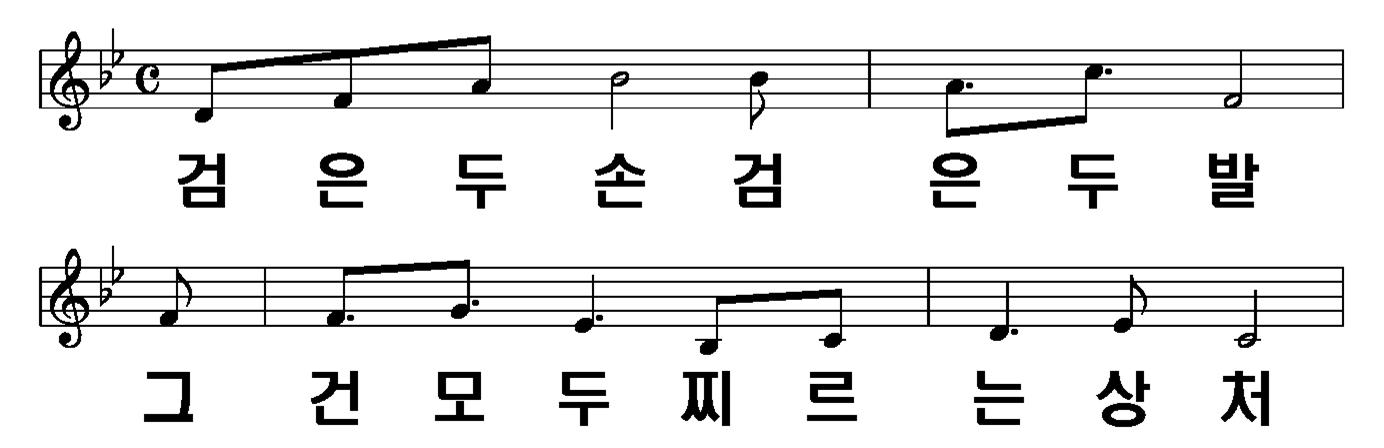 검 은 두 손 검 은 두 발
그 건 모 두 찌 르 는 상 처